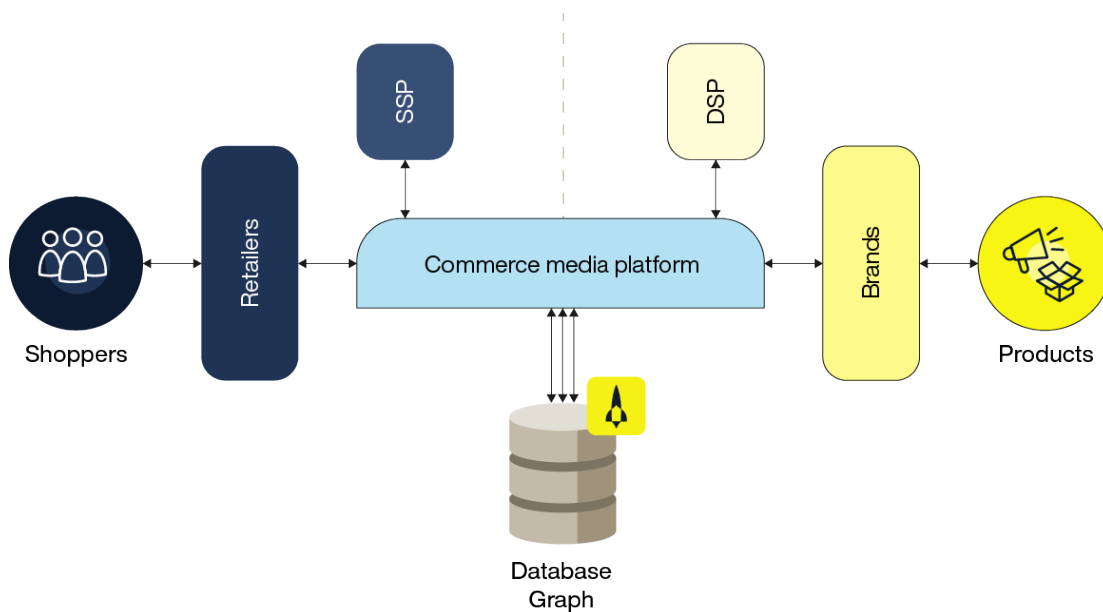 SSP
DSP
Retailers
Commerce media platform
Brands
Shoppers
Products
Database
Graph